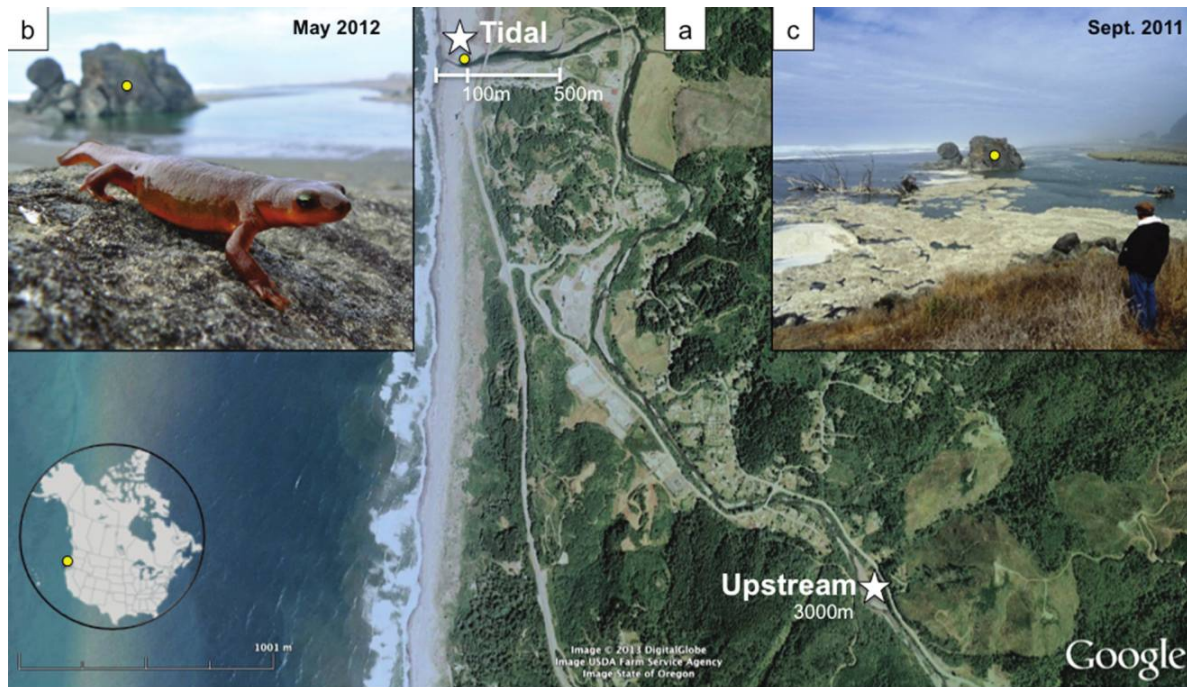 b
May 2012
Tidal
a
c
Sept. 2011
100m
500m
Upstream
3000m
1001 m
Image © 2013 DigitalGlobe
Image USDA Farm Service Agency
Image State of Oregon
Google